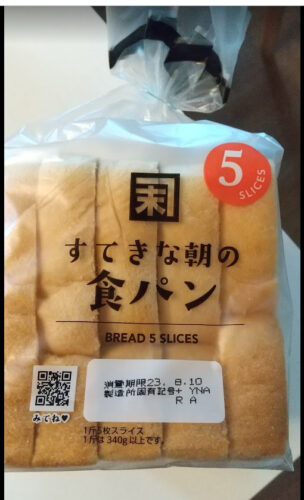 5
SLICES
末
すてきな朝の
食パン
BREAD 5 SLICES
消費期限23. 8.10
製造所固有記号+ YNA
R A
みてね♥
1斤5枚スライス
1斤は340g以上です。